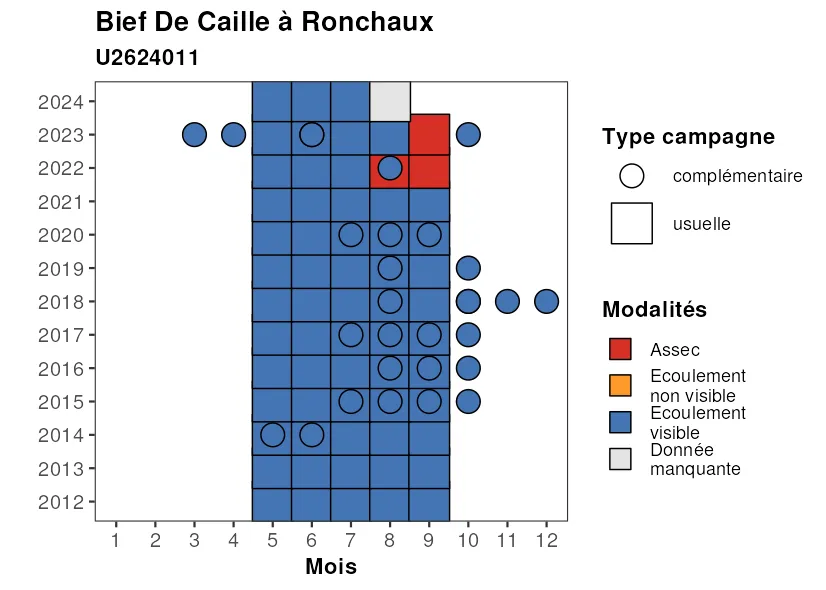 Bief De Caille à Ronchaux
U2624011
2024
2023
2022
2021
2020
2019
2018
2017
2016
2015
2014
2013
2012
1 2 3 4 5 6 7 8 9 10 11 12
Mois
Type campagne
complémentaire
usuelle
Modalités
Assec
Ecoulement
non visible
Ecoulement
visible
Donnée
manquante